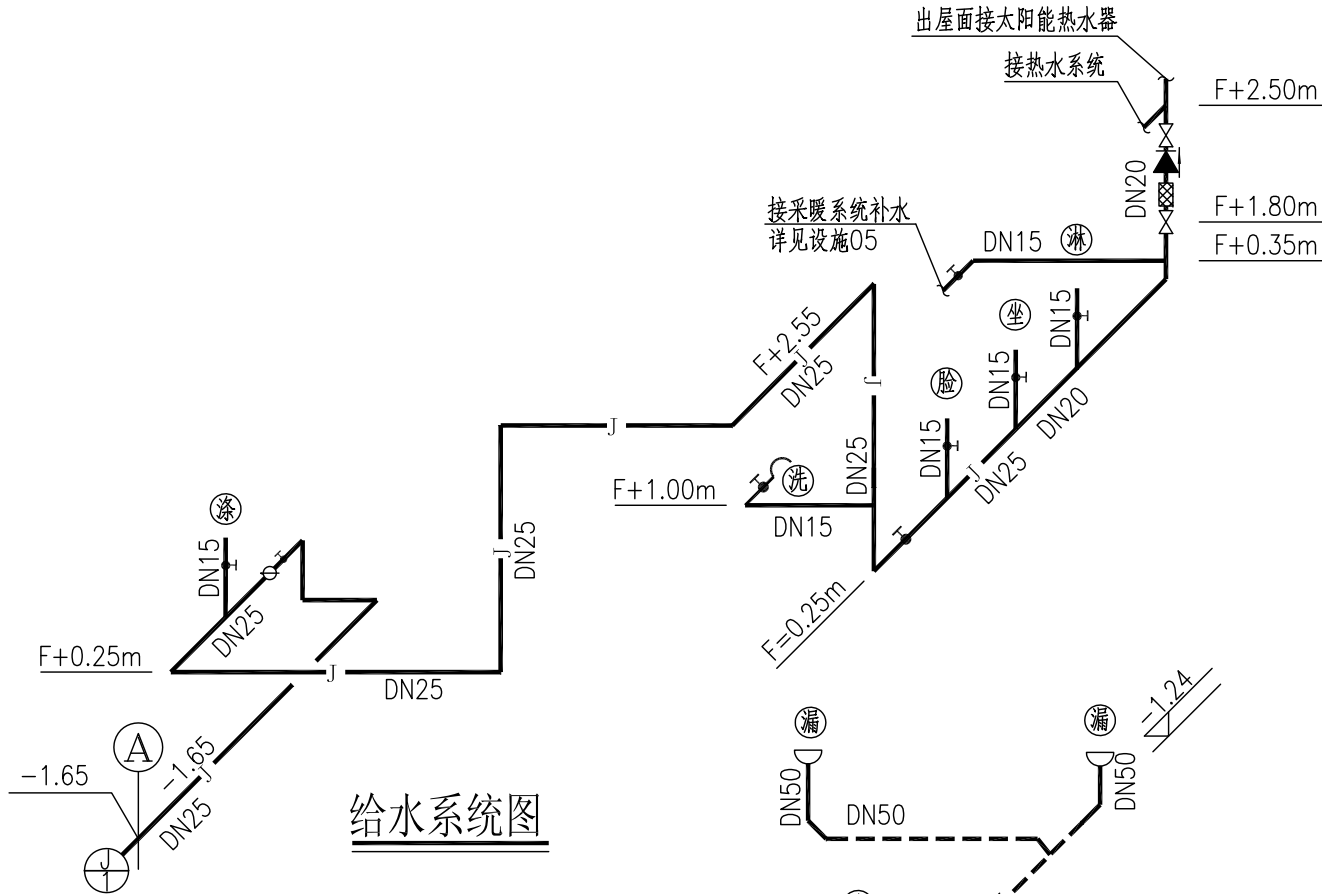 出屋面接太阳能热水器
接热水系统
F+2.50m
DN20
F+1.80m
F+0.35m
接采暖系统补水
详见设施05
DN15
淋
坐
DN15
F+2.55
J
DN25
J
脸
DN15
DN20
J
DN15
J
DN25
DN25
洗
F+1.00m
DN15
涤
DN15
J
DN25
DN25
F=0.25m
F+0.25m
J
DN25
-1.24
漏
漏
A
-1.65
-1.65
J
DN25
DN50
DN50
DN50
给水系统图
J
1